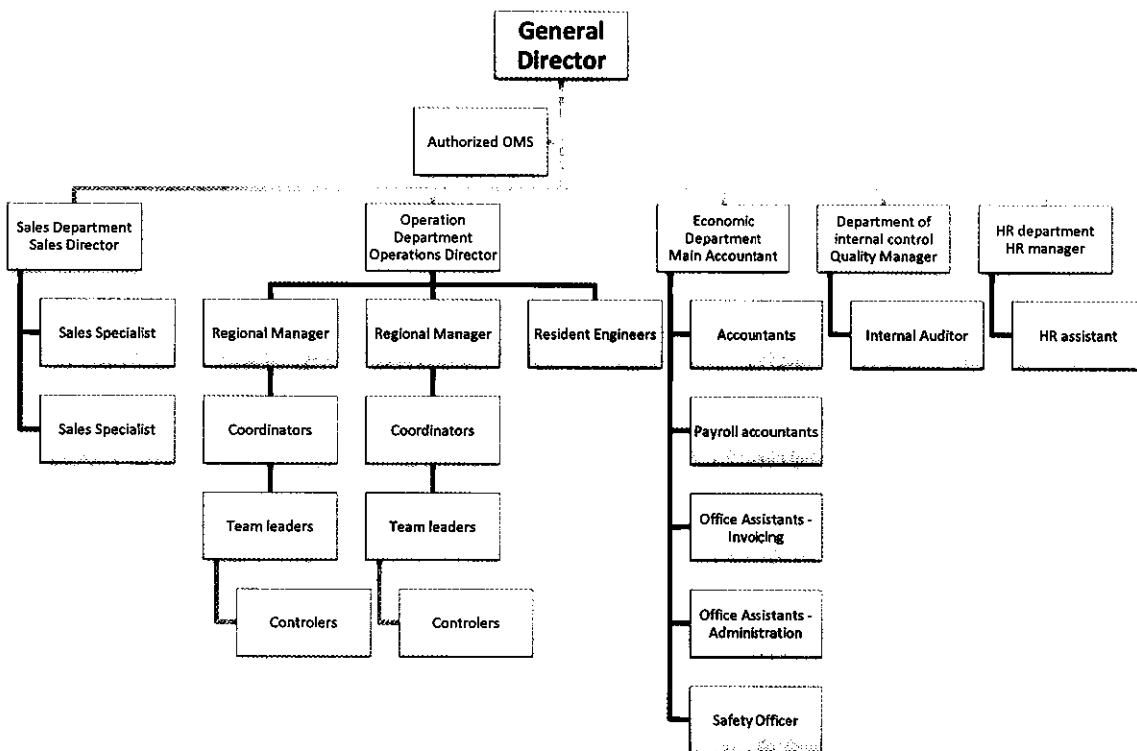 General
Director
Authorized OMS
Sales Department
Sales Director
Operation
Department
Operations Director
Economic
Department
Main Accountant
Department of
internal control
Quality Manager
HR department
HR manager
Sales Specialist
Regional Manager
Regional Manager
Resident Engineers
Accountants
Internal Auditor
HR assistant
Sales Specialist
Coordinators
Coordinators
Payroll accountants
Team leaders
Team leaders
Office Assistants -
Invoicing
Controlers
Controlers
Office Assistants -
Administration
Safety Officer